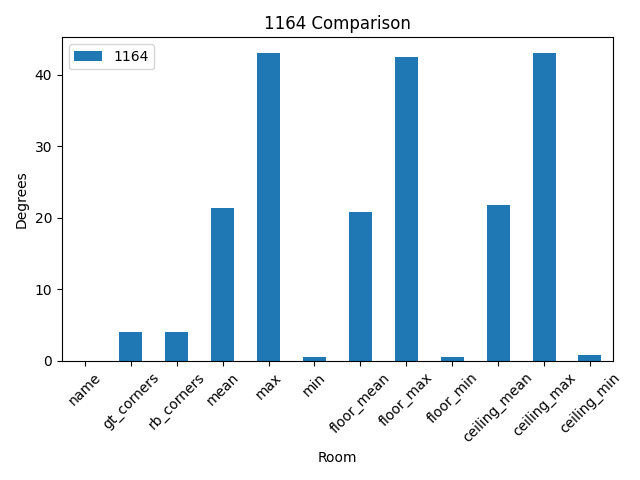 1164 Comparison
1164
Degrees
40
30
20
10
0
name
gt_corners
rb_corners
mean
max
min
floor_mean
floor_max
floor_min
ceiling_mean
ceiling_max
ceiling_min
Room